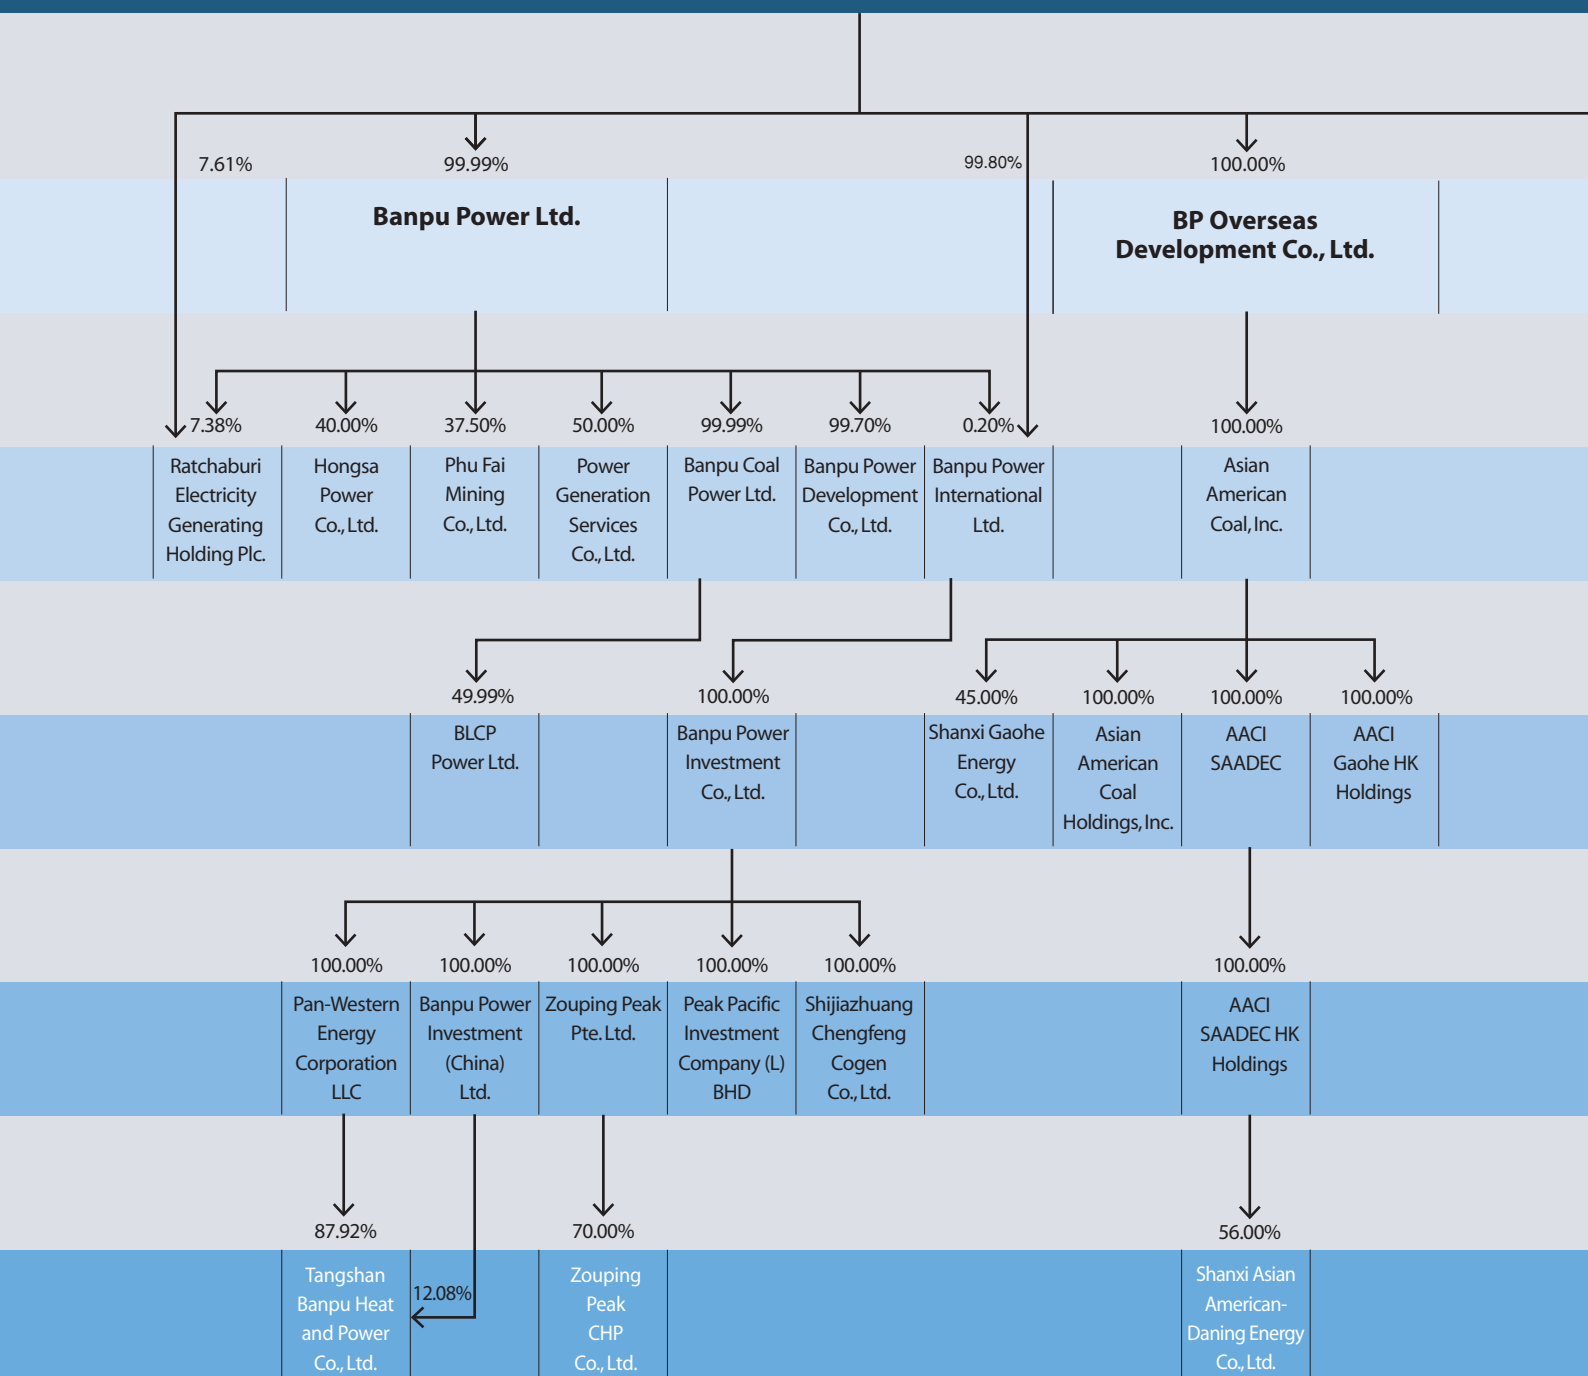 7.61%
99.99%
99.80%
100.00%
Banpu Power Ltd.
BP Overseas
Development Co., Ltd.
7.38%
40.00%
37.50%
50.00%
99.99%
99.70%
0.20%
100.00%
Ratchaburi
Electricity
Generating
Holding Plc.
Hongsa
Power
Co., Ltd.
Phu Fai
Mining
Co., Ltd.
Power
Generation
Services
Co., Ltd.
Banpu Coal
Power Ltd.
Banpu Power
Development
Co., Ltd.
Banpu Power
International
Ltd.
Asian
American
Coal, Inc.
49.99%
100.00%
45.00%
100.00%
100.00%
100.00%
BLCP
Power Ltd.
Banpu Power
Investment
Co., Ltd.
Shanxi Gaohe
Energy
Co., Ltd.
Asian
American
Coal
Holdings, Inc.
AACI
SAADEC
AACI
Gaohe HK
Holdings
100.00%
100.00%
100.00%
100.00%
100.00%
100.00%
Pan-Western
Energy
Corporation
LLC
Banpu Power
Investment
(China)
Ltd.
Zouping Peak
Pte. Ltd.
Peak Pacific
Investment
Company (L)
BHD
Shijiazhuang
Chengfeng
Cogen
Co., Ltd.
AACI
SAADEC HK
Holdings
87.92%
70.00%
56.00%
Tangshan
Banpu Heat
and Power
Co., Ltd.
12.08%
Zouping
Peak
CHP
Co., Ltd.
Shanxi Asian
American-
Daning Energy
Co., Ltd.